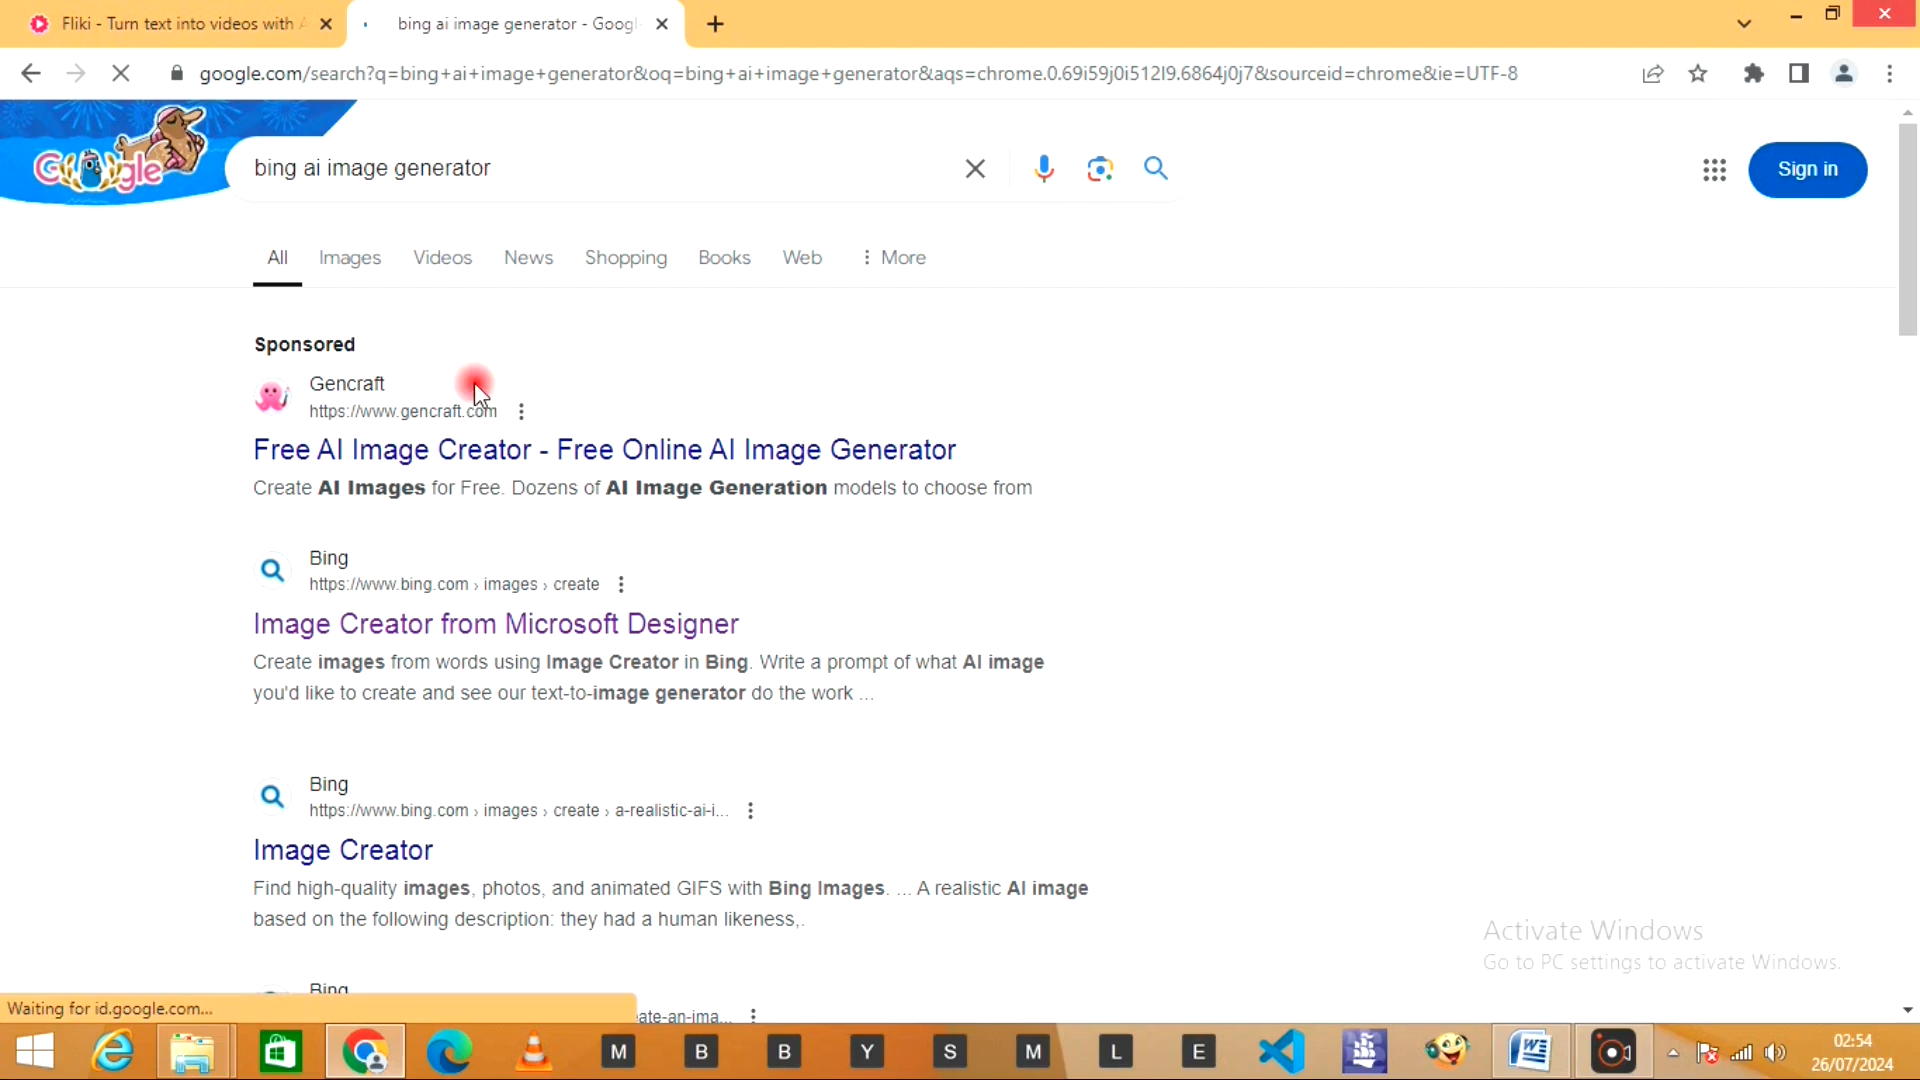 Fliki - Turn text into videos with
bing ai image generator - Googl
google.com/search?q=bing+ai+image+generator&oq=bing+ai+image+generator&aqs=chrome.0.69i59j0i512l9.6864j0j7&sourceid=chrome&ie=UTF-8
Google
bing ai image generator
Sign in
All
Images
Videos
News
Shopping
Books
Web
More
Sponsored
Gencraft
https://www.gencraft.com
Free AI Image Creator - Free Online AI Image Generator
Create AI Images for Free. Dozens of AI Image Generation models to choose from
Bing
https://www.bing.com › images › create
Image Creator from Microsoft Designer
Create images from words using Image Creator in Bing. Write a prompt of what AI image
you'd like to create and see our text-to-image generator do the work ...
Bing
https://www.bing.com › images › create › a-realistic-ai-i...
Image Creator
Find high-quality images, photos, and animated GIFS with Bing Images. ... A realistic AI image
based on the following description: they had a human likeness,.
Activate Windows
Go to PC settings to activate Windows.
Bing
Waiting for id.google.com...
eate-an-ima...
M
B
B
Y
S
M
L
E
02:54
26/07/2024